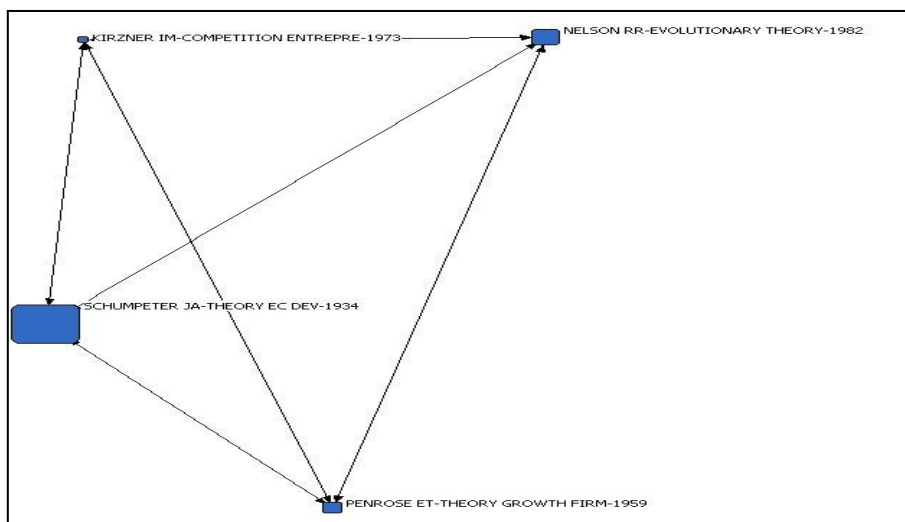 KIRZNER IM-COMPETITION ENTREPRE-1973
NELSON RR-EVOLUTIONARY THEORY-1982
SCHUMPETER JA-THEORY EC DEV-1934
PENROSE ET-THEORY GROWTH FIRM-1959